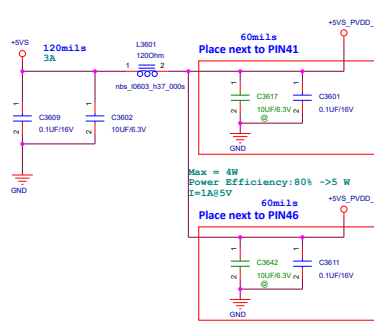 +5VS
120mils
3A
L3601
120Ohm
1 2
nbs_l0603_h37_000s
1
2
C3609
0.1UF/16V
1
2
C3602
10UF/6.3V
GND
60mils
Place next to PIN41
+5VS_PVDD_
1
2
C3617
10UF/6.3V
@
1
2
C3601
0.1UF/16V
GND
Max = 4W
Power Efficiency:80% ->5 W
I=1A@5V
60mils
Place next to PIN46
+5VS_PVDD_
1
2
C3642
10UF/6.3V
@
1
2
C3611
0.1UF/16V
GND